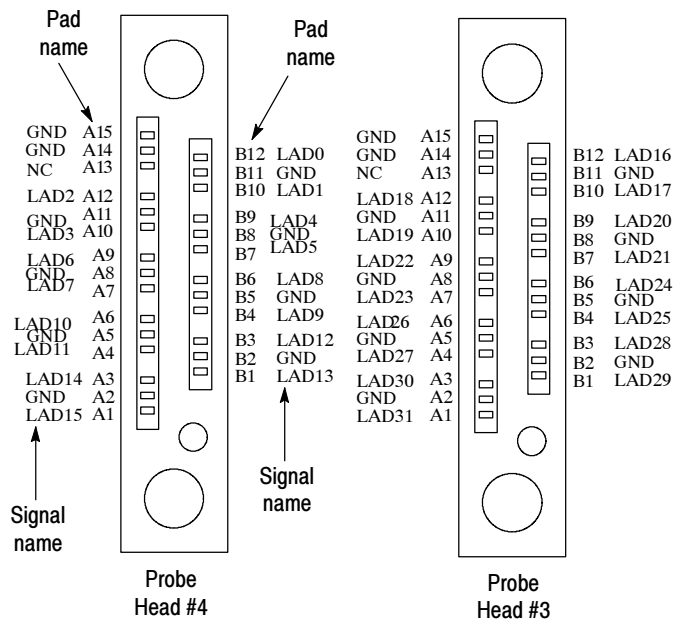 Pad
name
Pad
name
GND A15
GND A14
NC A13
LAD2 A12
GND A11
LAD3 A10
LAD6 A9
GND A8
LAD7 A7
LAD10 A6
GND A5
LAD11 A4
LAD14 A3
GND A2
LAD15 A1
B12 LAD0
B11 GND
B10 LAD1
B9 LAD4
B8 GND
B7 LAD5
B6 LAD8
B5 GND
B4 LAD9
B3 LAD12
B2 GND
B1 LAD13
Signal
name
Signal
name
Probe
Head #4
GND A15
GND A14
NC A13
LAD18 A12
GND A11
LAD19 A10
LAD22 A9
GND A8
LAD23 A7
LAD26 A6
GND A5
LAD27 A4
LAD30 A3
GND A2
LAD31 A1
B12 LAD16
B11 GND
B10 LAD17
B9 LAD20
B8 GND
B7 LAD21
B6 LAD24
B5 GND
B4 LAD25
B3 LAD28
B2 GND
B1 LAD29
Probe
Head #3